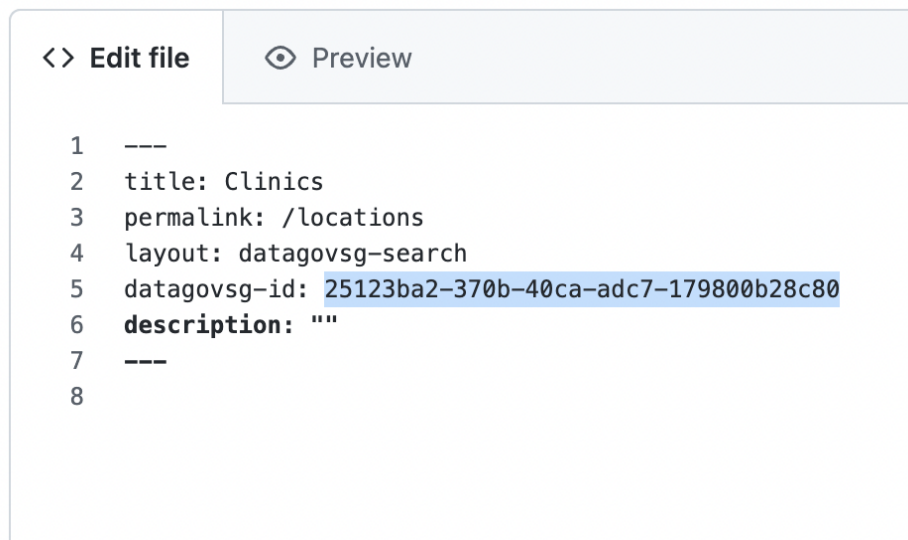 <> Edit file Preview
1 ---
2 title: Clinics
3 permalink: /locations
4 layout: datagovsg-search
5 datagovsg-id: 25123ba2-370b-40ca-adc7-179800b28c80
6 description: ""
7 ---
8